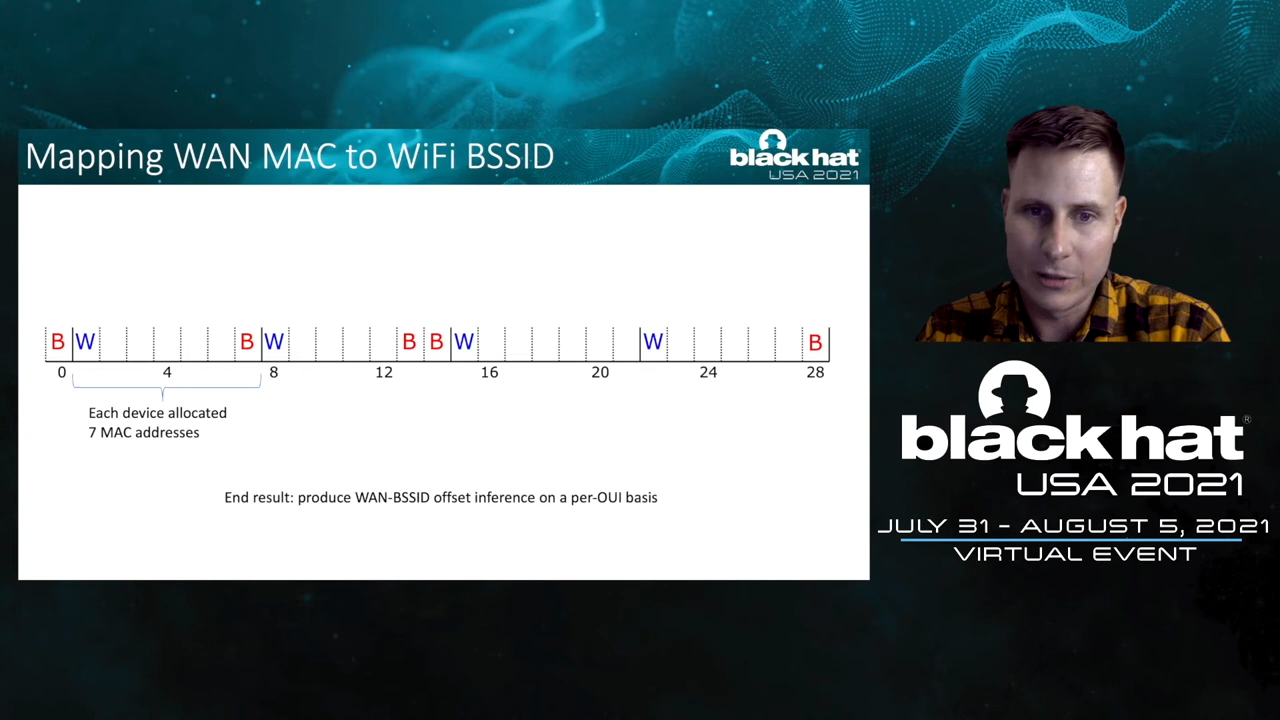 Mapping WAN MAC to WiFi BSSID
black hat®
USA 2021
B W B W B B W W B
0 4 8 12 16 20 24 28
Each device allocated
7 MAC addresses
End result: produce WAN-BSSID offset inference on a per-OUI basis
black hat®
USA 2021
JULY 31 - AUGUST 5, 2021
VIRTUAL EVENT